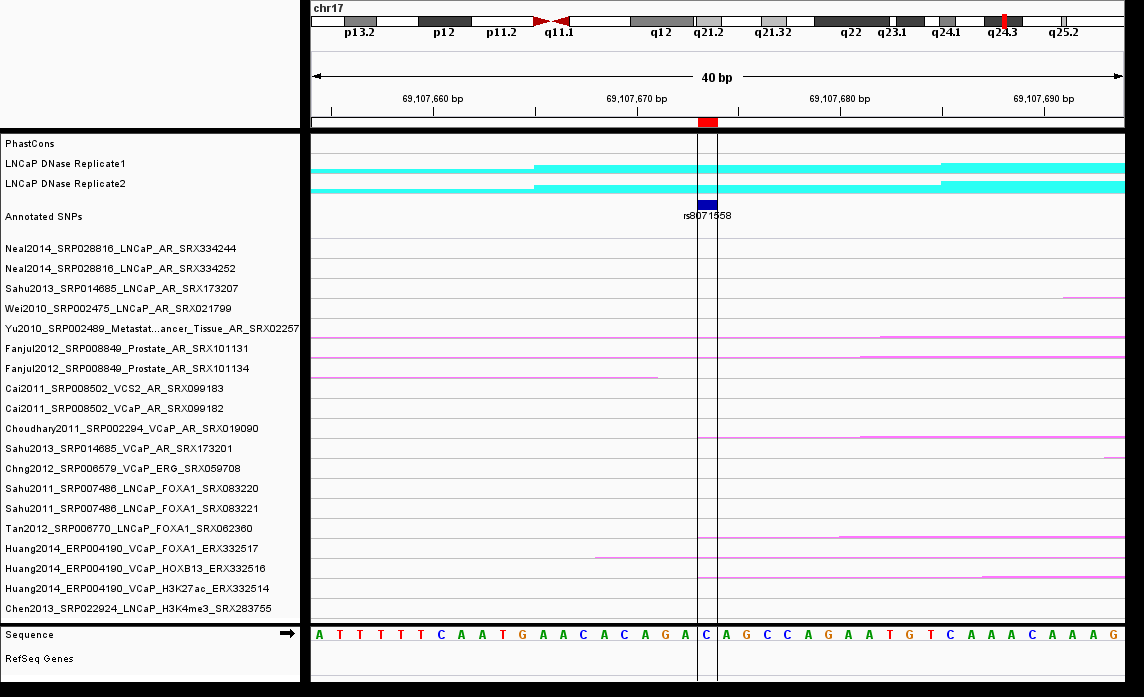 chr17
p13.2 p12 p11.2 q11.1 q12 q21.2 q21.32 q22 q23.1 q24.1 q24.3 q25.2
40 bp
69,107,660 bp 69,107,670 bp 69,107,680 bp 69,107,690 bp
PhastCons
LNCaP DNase Replicate1
LNCaP DNase Replicate2
Annotated SNPs
rs8071558
Neal2014_SRP028816_LNCaP_AR_SRX334244
Neal2014_SRP028816_LNCaP_AR_SRX334252
Sahu2013_SRP014685_LNCaP_AR_SRX173207
Wei2010_SRP002475_LNCaP_AR_SRX021799
Yu2010_SRP002489_Metastat...ancer_Tissue_AR_SRX02257
Fanjul2012_SRP008849_Prostate_AR_SRX101131
Fanjul2012_SRP008849_Prostate_AR_SRX101134
Cai2011_SRP008502_VCS2_AR_SRX099183
Cai2011_SRP008502_VCaP_AR_SRX099182
Choudhary2011_SRP002294_VCaP_AR_SRX019090
Sahu2013_SRP014685_VCaP_AR_SRX173201
Chng2012_SRP006579_VCaP_ERG_SRX059708
Sahu2011_SRP007486_LNCaP_FOXA1_SRX083220
Sahu2011_SRP007486_LNCaP_FOXA1_SRX083221
Tan2012_SRP006770_LNCaP_FOXA1_SRX062360
Huang2014_ERP004190_VCaP_FOXA1_ERX332517
Huang2014_ERP004190_VCaP_HOXB13_ERX332516
Huang2014_ERP004190_VCaP_H3K27ac_ERX332514
Chen2013_SRP022924_LNCaP_H3K4me3_SRX283755
Sequence A T T T T T C A A T G A A C A C A G A C A G C C A G A A T G T C A A A C A A A G
RefSeq Genes